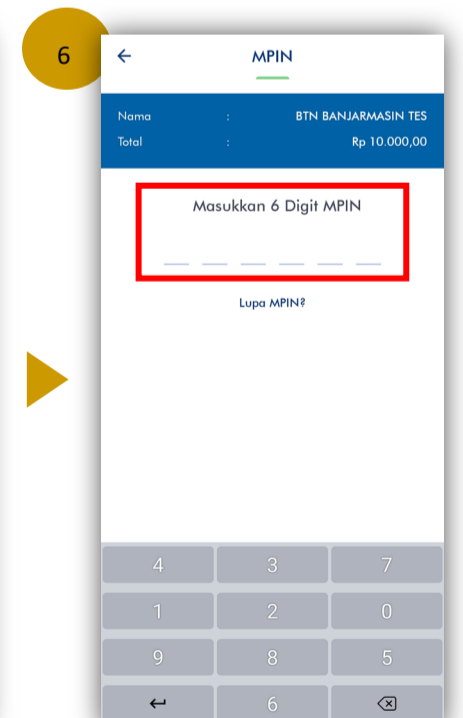 6
MPIN
Nama : BTN BANJARMASIN TES
Total : Rp 10.000,00
Masukkan 6 Digit MPIN
Lupa MPIN?
4 3 7
1 2 0
9 8 5
6